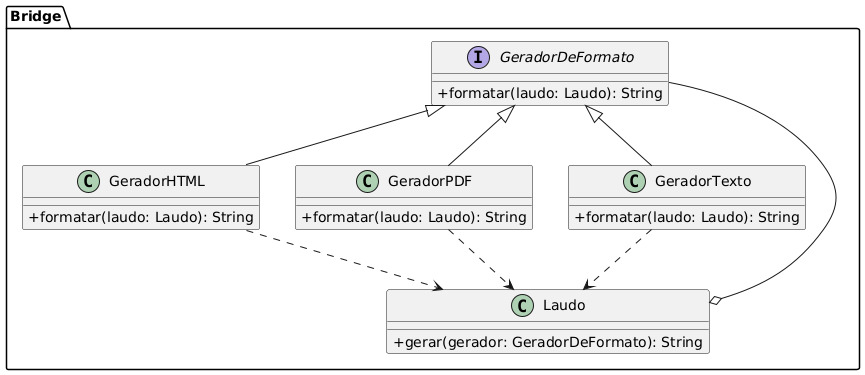 Bridge
I GeradorDeFormato
+formatar(laudo: Laudo): String
C GeradorHTML
+formatar(laudo: Laudo): String
C GeradorPDF
+formatar(laudo: Laudo): String
C GeradorTexto
+formatar(laudo: Laudo): String
C Laudo
+gerar(gerador: GeradorDeFormato): String